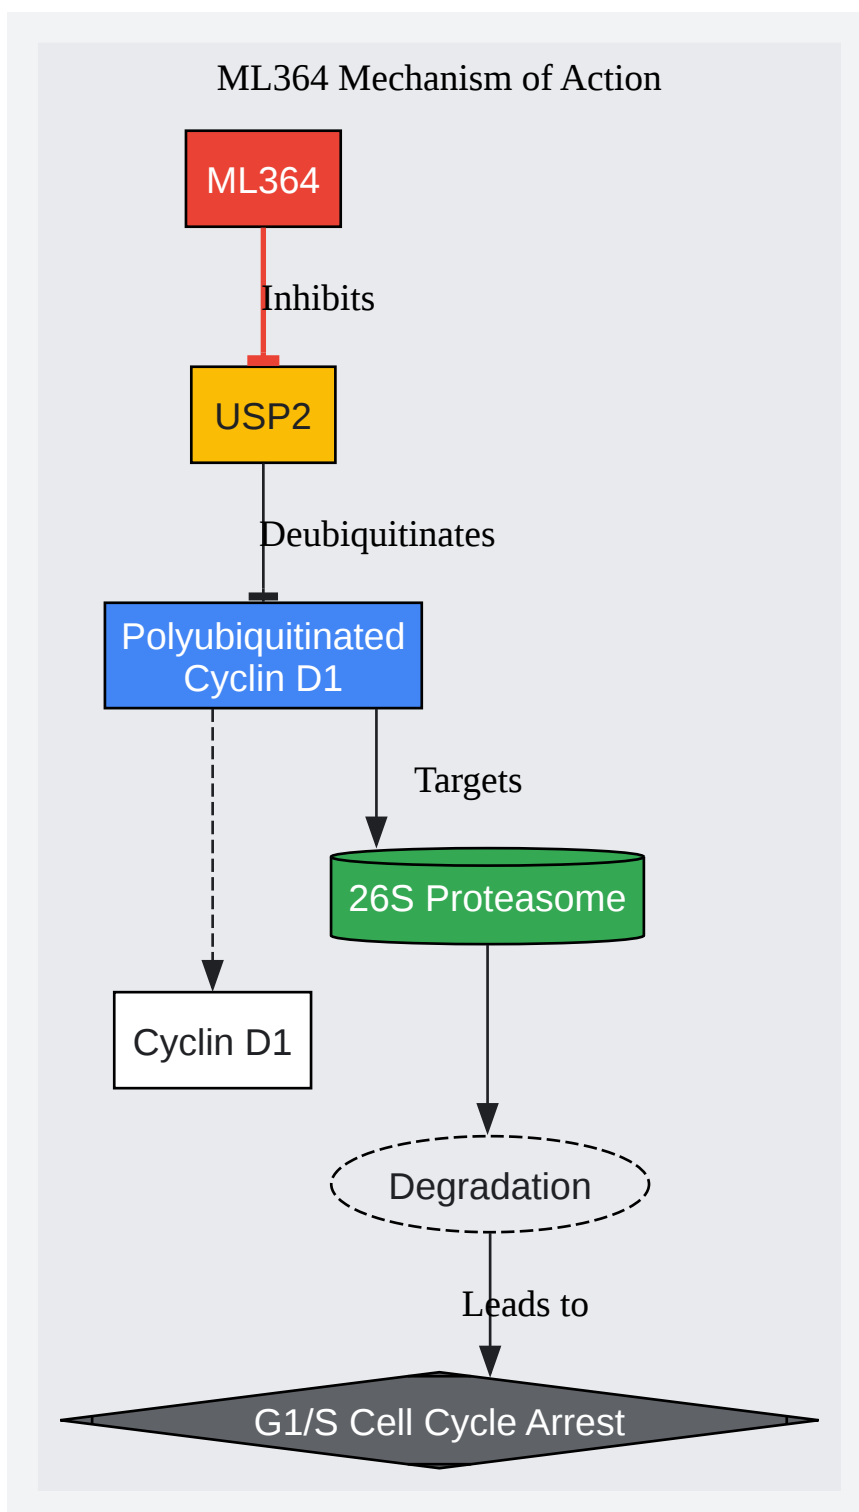 ML364 Mechanism of Action
ML364
Inhibits
USP2
Deubiquitinates
Polyubiquitinated
Cyclin D1
Targets
26S Proteasome
Cyclin D1
Degradation
Leads to
G1/S Cell Cycle Arrest